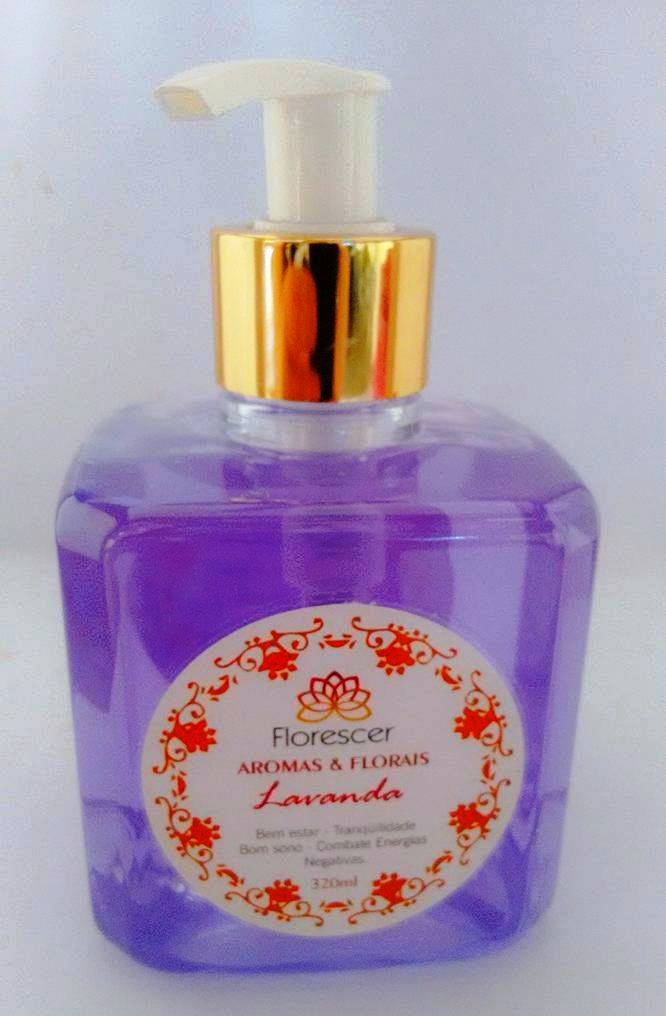 Florescer
AROMAS & FLORAIS
Lavanda
Bem estar - Tranquilidade
Bom sono - Combate Energias
Negativas.
320ml